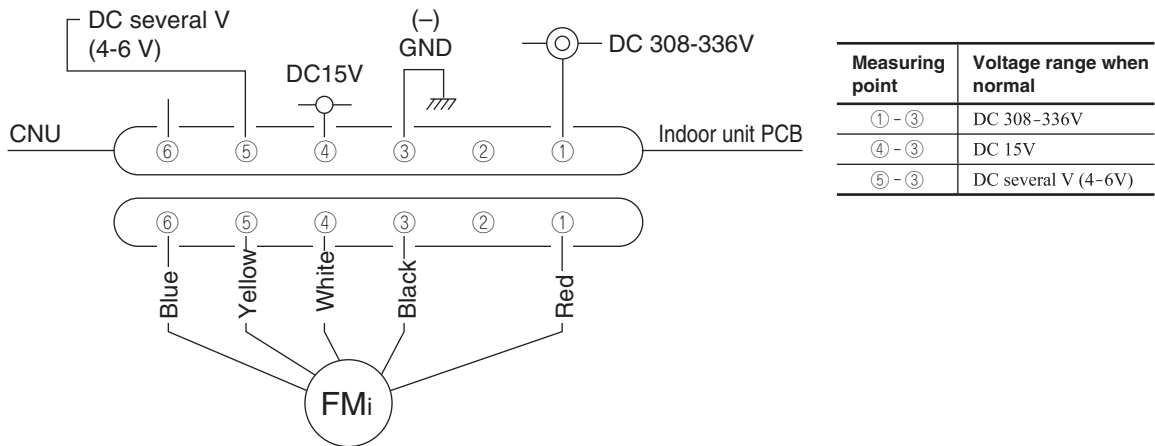 DC several V
(4-6 V)
DC15V
(–)
GND
DC 308-336V
CNU
⑥ ⑤ ④ ③ ② ①
Indoor unit PCB
⑥ ⑤ ④ ③ ② ①
Blue
Yellow
White
Black
Red
FMi
Measuring point Voltage range when normal
①-③ DC 308-336V
④-③ DC 15V
⑤-③ DC several V (4-6V)